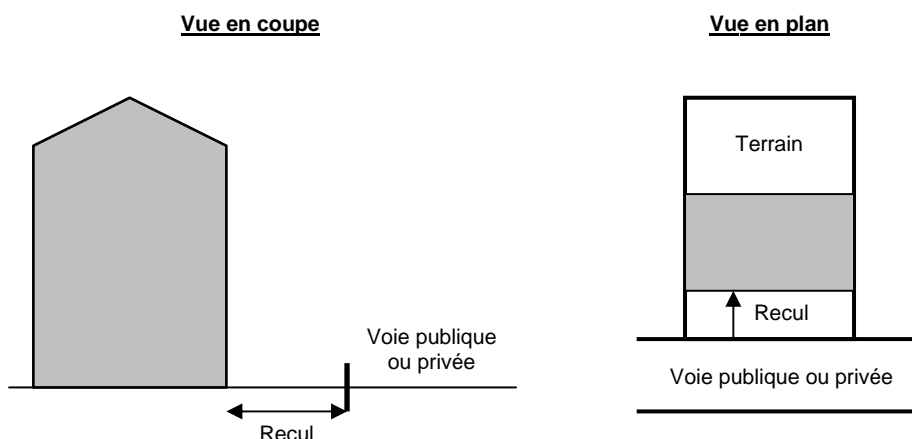 Vue en coupe
Vue en plan
Terrain
Recul
Voie publique
ou privée
Voie publique ou privée
Recul